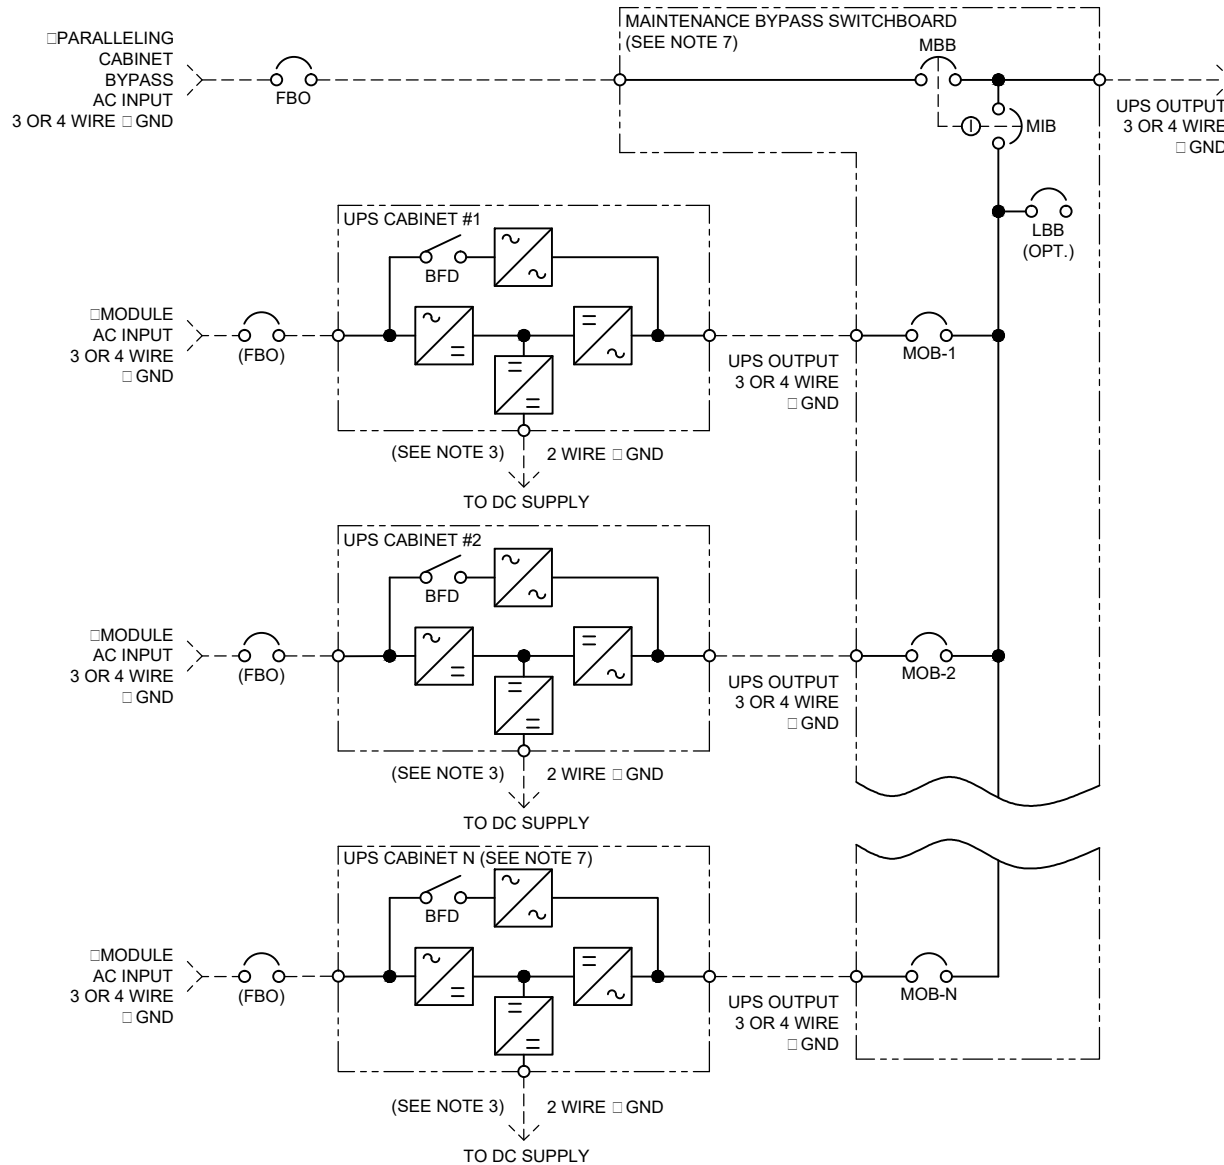 MAINTENANCE BYPASS SWITCHBOARD
(SEE NOTE 7)
□PARALLELING
CABINET
BYPASS
AC INPUT
3 OR 4 WIRE □ GND
FBO
MBB
MIB
UPS OUTPUT
3 OR 4 WIRE
□ GND
LBB
(OPT.)
UPS CABINET #1
BFD
□MODULE
AC INPUT
3 OR 4 WIRE
□ GND
(FBO)
UPS OUTPUT
3 OR 4 WIRE
□ GND
MOB-1
(SEE NOTE 3)
2 WIRE □ GND
TO DC SUPPLY
UPS CABINET #2
BFD
□MODULE
AC INPUT
3 OR 4 WIRE
□ GND
(FBO)
UPS OUTPUT
3 OR 4 WIRE
□ GND
MOB-2
(SEE NOTE 3)
2 WIRE □ GND
TO DC SUPPLY
UPS CABINET N (SEE NOTE 7)
BFD
□MODULE
AC INPUT
3 OR 4 WIRE
□ GND
(FBO)
UPS OUTPUT
3 OR 4 WIRE
□ GND
MOB-N
(SEE NOTE 3)
2 WIRE □ GND
TO DC SUPPLY